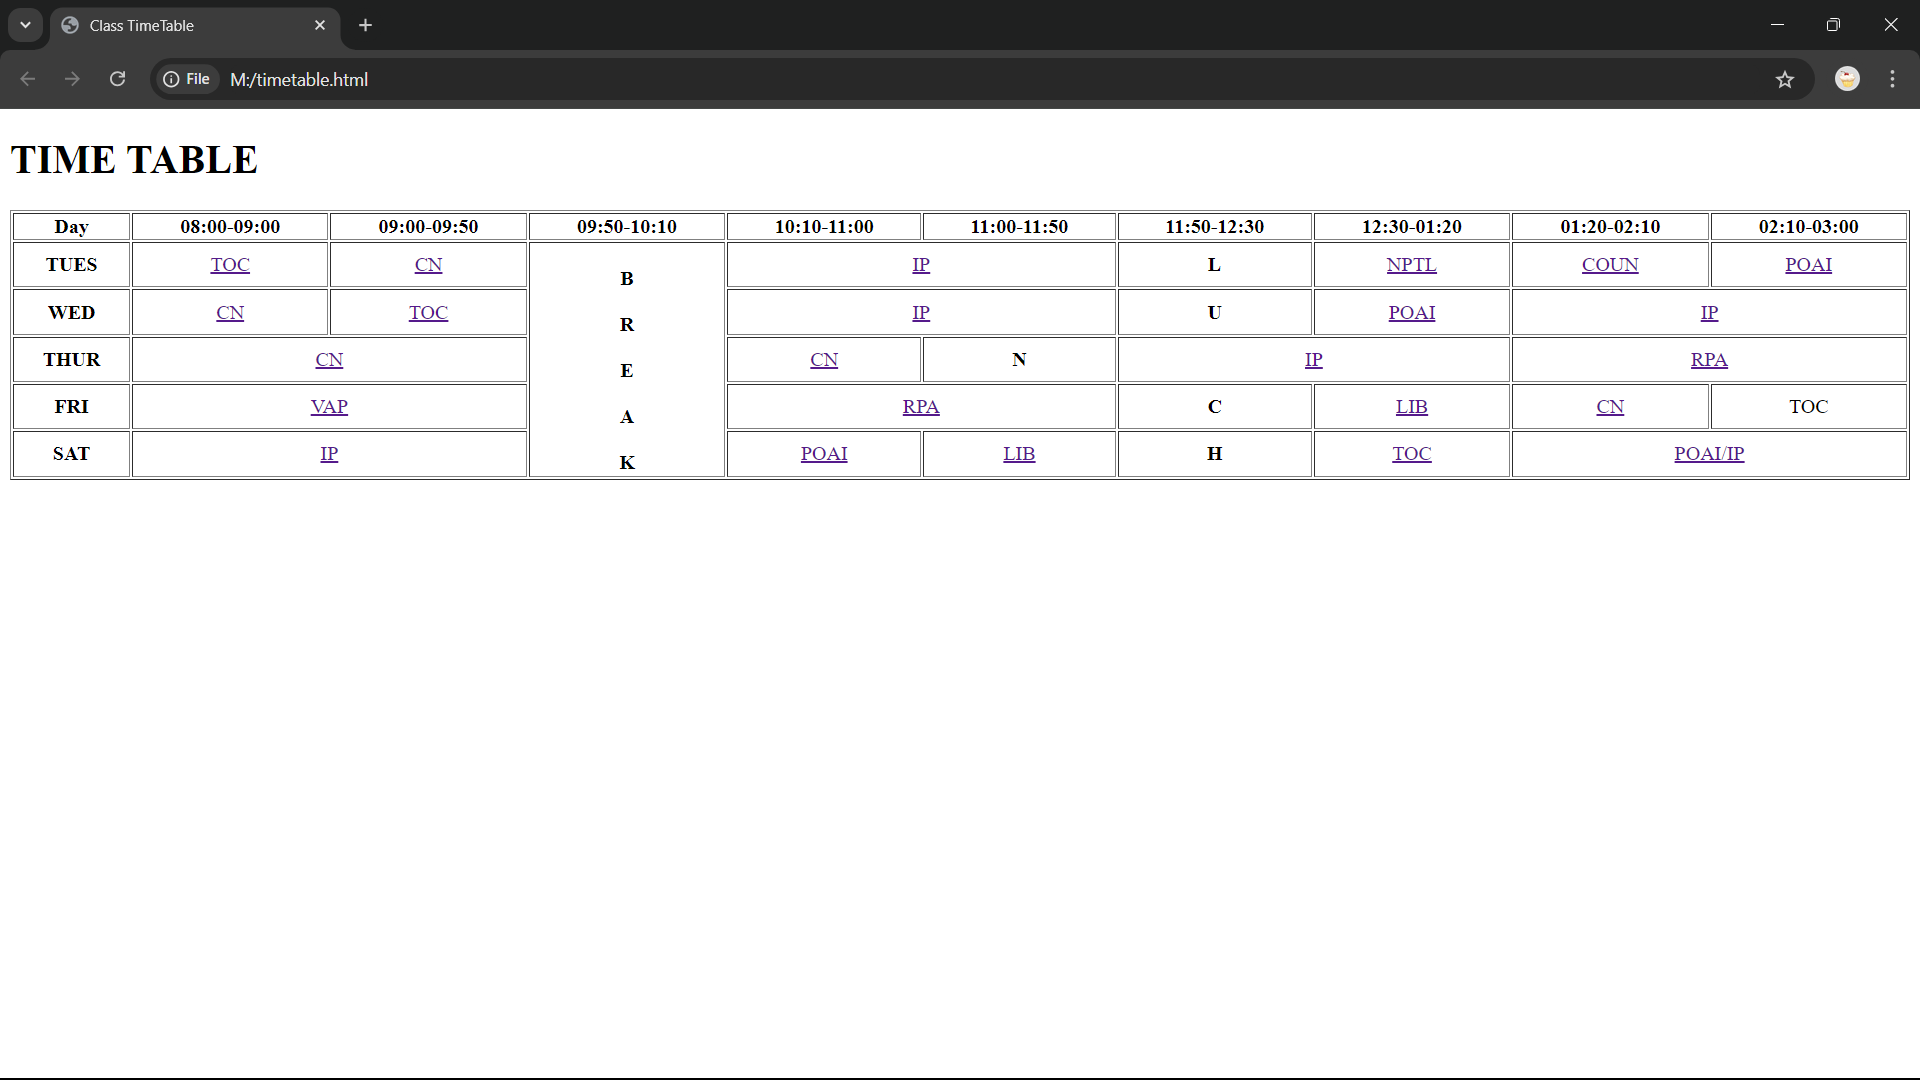 Class TimeTable
File M:/timetable.html
TIME TABLE
Day 08:00-09:00 09:00-09:50 09:50-10:10 10:10-11:00 11:00-11:50 11:50-12:30 12:30-01:20 01:20-02:10 02:10-03:00
TUES TOC CN B IP L NPTL COUN POAI
WED CN TOC R IP U POAI IP
THUR CN E CN N IP RPA
FRI VAP A RPA C LIB CN TOC
SAT IP K POAI LIB H TOC POAI/IP